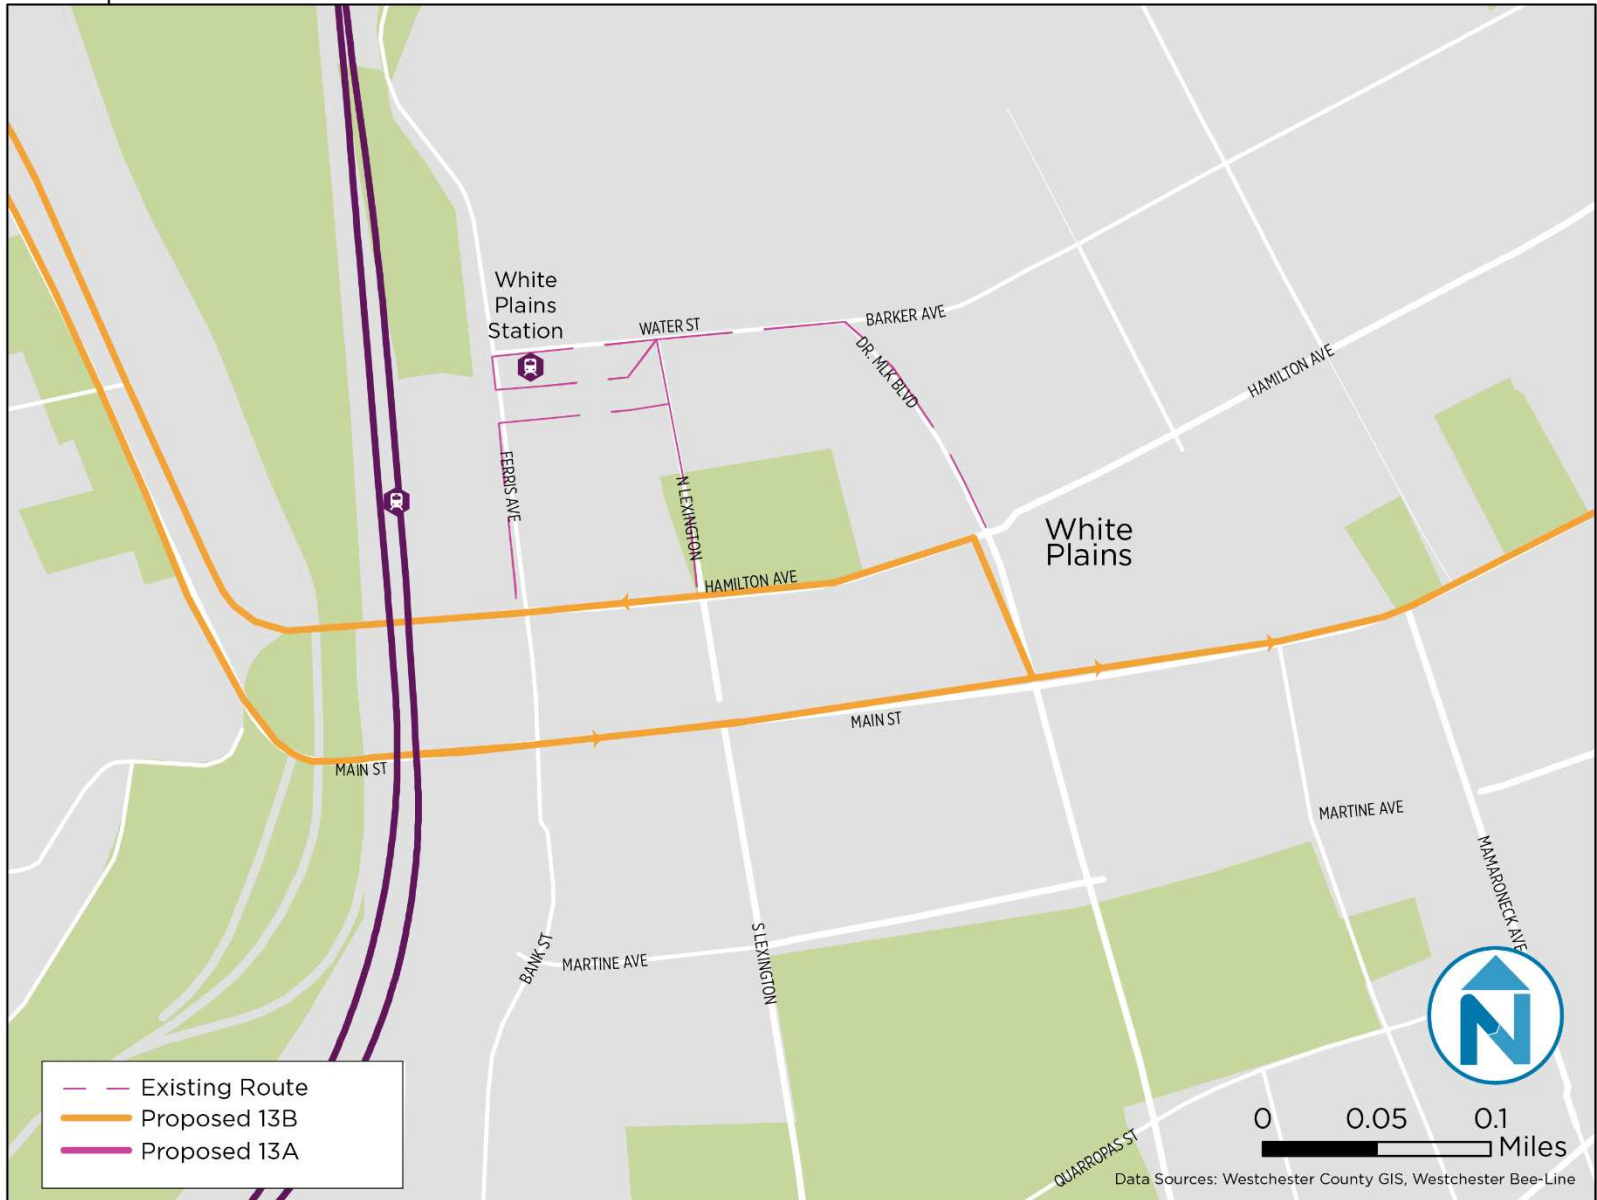 White
Plains
Station
WATER ST
BARKER AVE
DR. MLK BLVD
HAMILTON AVE
FERRIS AVE
N LEXINGTON
White
Plains
HAMILTON AVE
MAIN ST
MAIN ST
MARTINE AVE
MAMARONECK AVE
BANK ST
MARTINE AVE
S LEXINGTON
N
Existing Route
Proposed 13B
Proposed 13A
0 0.05 0.1
Miles
QUARROPAS ST
Data Sources: Westchester County GIS, Westchester Bee-Line